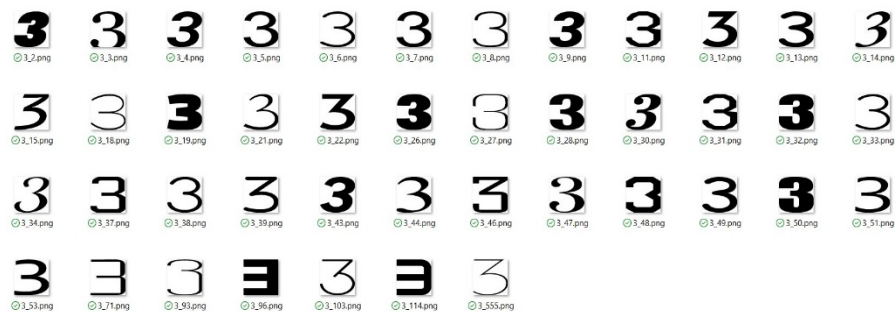 3 3 3 3 3 3 3 3 3 3 3 3
3_2.png 3_3.png 3_4.png 3_5.png 3_6.png 3_7.png 3_8.png 3_9.png 3_11.png 3_12.png 3_13.png 3_14.png
3 3 3 3 3 3 3 3 3 3 3 3
3_15.png 3_18.png 3_19.png 3_21.png 3_22.png 3_26.png 3_27.png 3_28.png 3_30.png 3_31.png 3_32.png 3_33.png
3 3 3 3 3 3 3 3 3 3 3 3
3_34.png 3_37.png 3_38.png 3_39.png 3_43.png 3_44.png 3_46.png 3_47.png 3_48.png 3_49.png 3_50.png 3_51.png
3 3 3 3 3 3 3
3_53.png 3_71.png 3_93.png 3_96.png 3_103.png 3_114.png 3_555.png